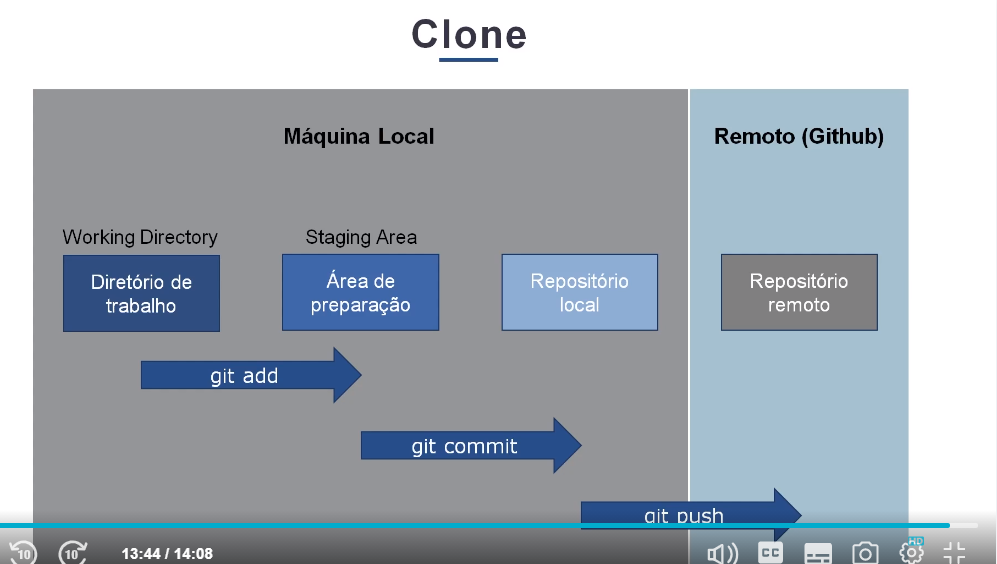 Clone
Máquina Local
Remoto (Github)
Working Directory
Staging Area
Diretório de
trabalho
Área de
preparação
Repositório
local
Repositório
remoto
git add
git commit
git push
10
10
13:44 / 14:08
CC
HD